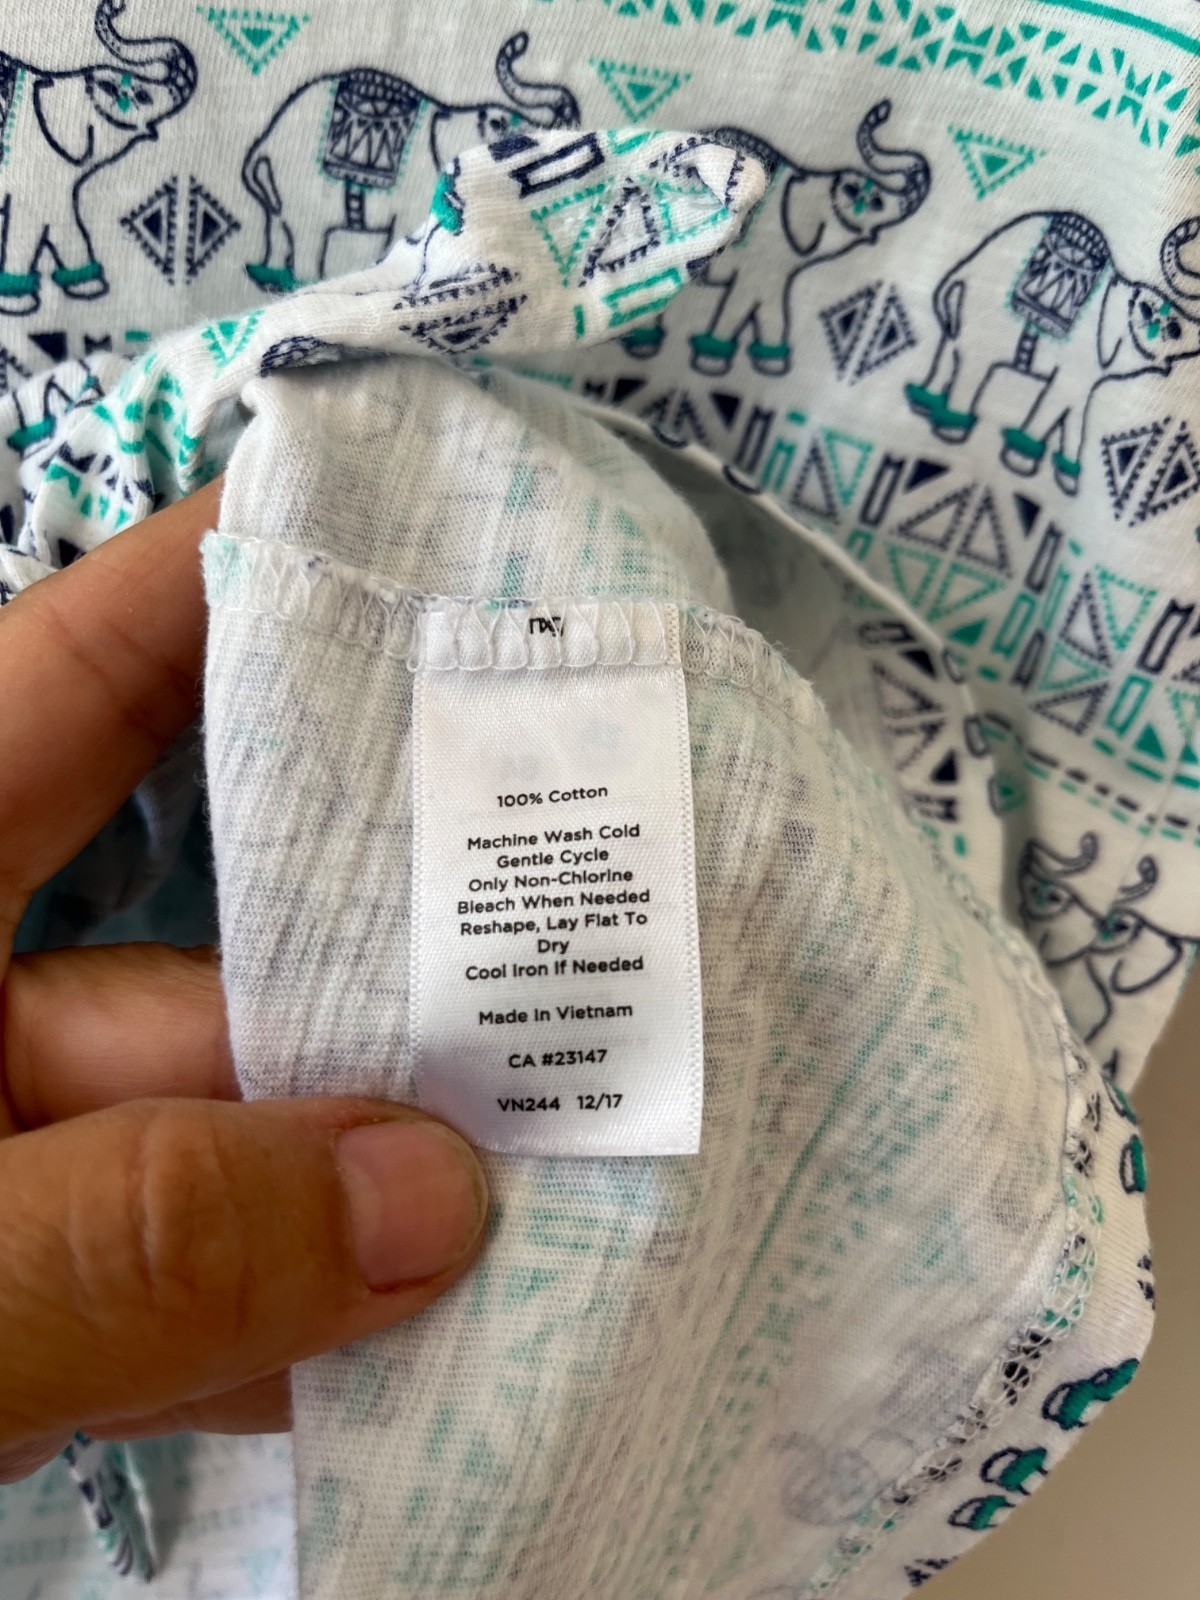 100% Cotton
Machine Wash Cold
Gentle Cycle
Only Non-Chlorine
Bleach When Needed
Reshape, Lay Flat To
Dry
Cool Iron If Needed
Made In Vietnam
CA #23147
VN244 12/17